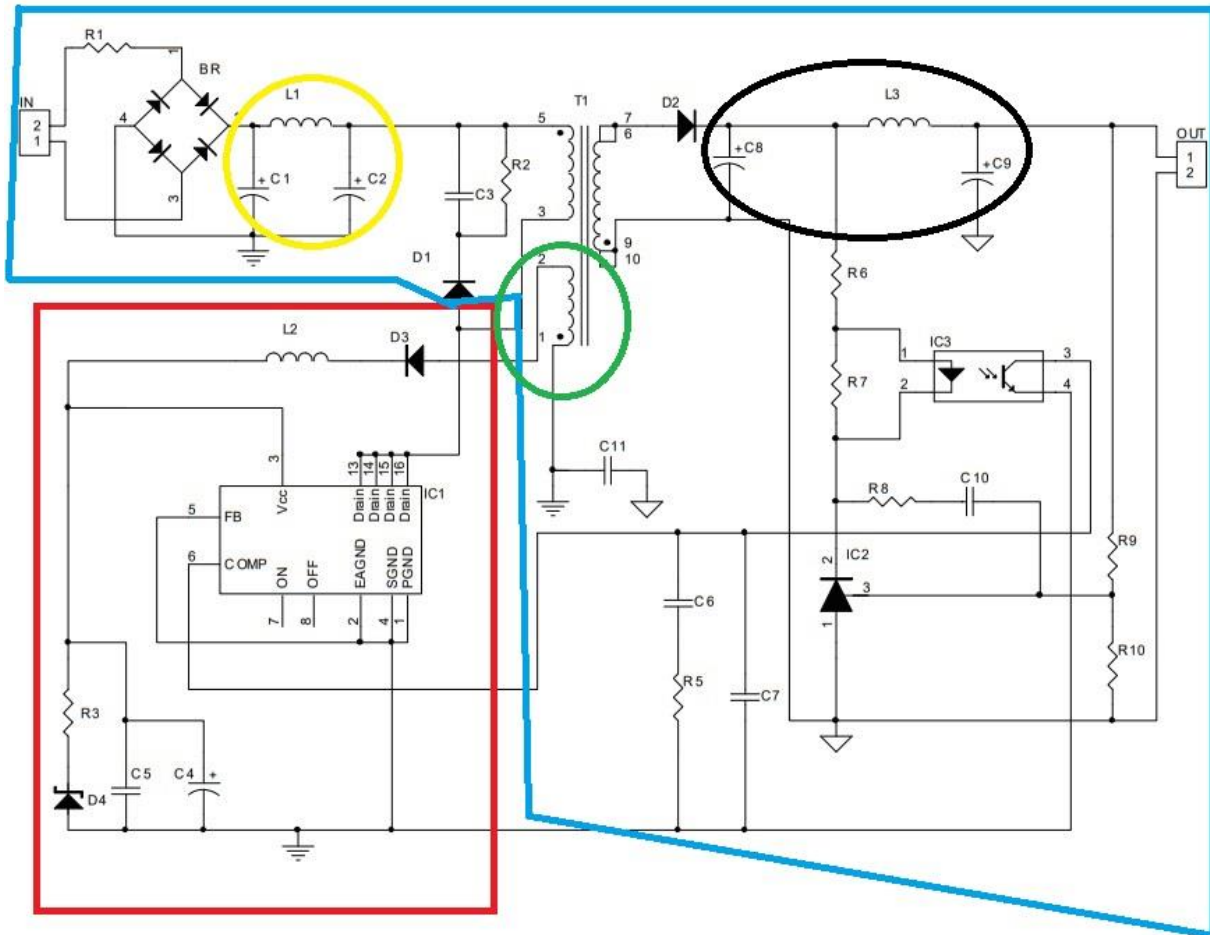 R1
1
BR
IN
2
1
4
3
L1
C1
C2
C3
R2
D1
T1
5
3
2
1
7
6
9
10
D2
C8
L3
C9
OUT
1
2
R6
R7
IC3
1
2
3
4
L2
D3
C11
R8
C10
R9
IC2
2
3
1
R10
3
Vcc
13
14
15
16
Drain
Drain
Drain
Drain
IC1
5
FB
6
COMP
ON
OFF
EAGND
SGND
PGND
7
8
2
4
1
C6
R5
C7
R3
C5
C4
D4